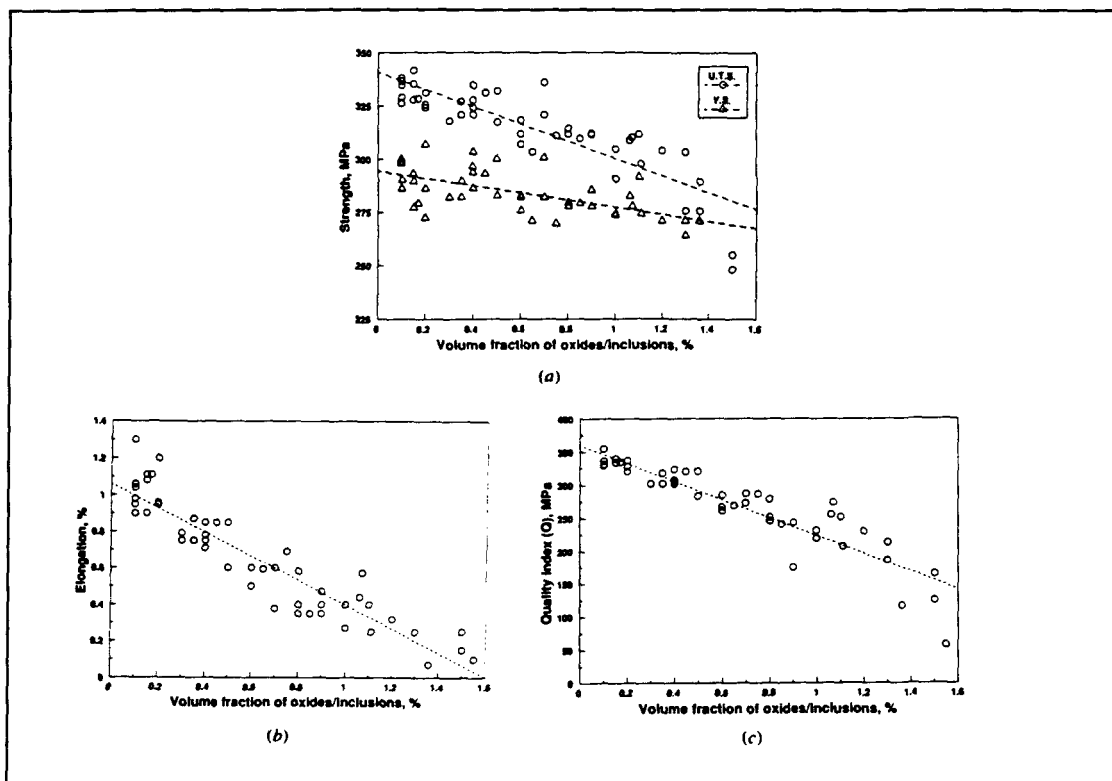 350
325
300
275
250
225
Strength, MPa
U.T.S.
Y.S.
0 0.2 0.4 0.6 0.8 1 1.2 1.4 1.6
Volume fraction of oxides/inclusions, %
(a)
1.4
1.2
1
0.8
0.6
0.4
0.2
0
Elongation, %
0.2 0.4 0.6 0.8 1 1.2 1.4 1.6
Volume fraction of oxides/inclusions, %
(b)
400
350
300
250
200
150
100
50
0
Quality index (Q), MPa
0 0.2 0.4 0.6 0.8 1 1.2 1.4 1.6
Volume fraction of oxides/inclusions, %
(c)